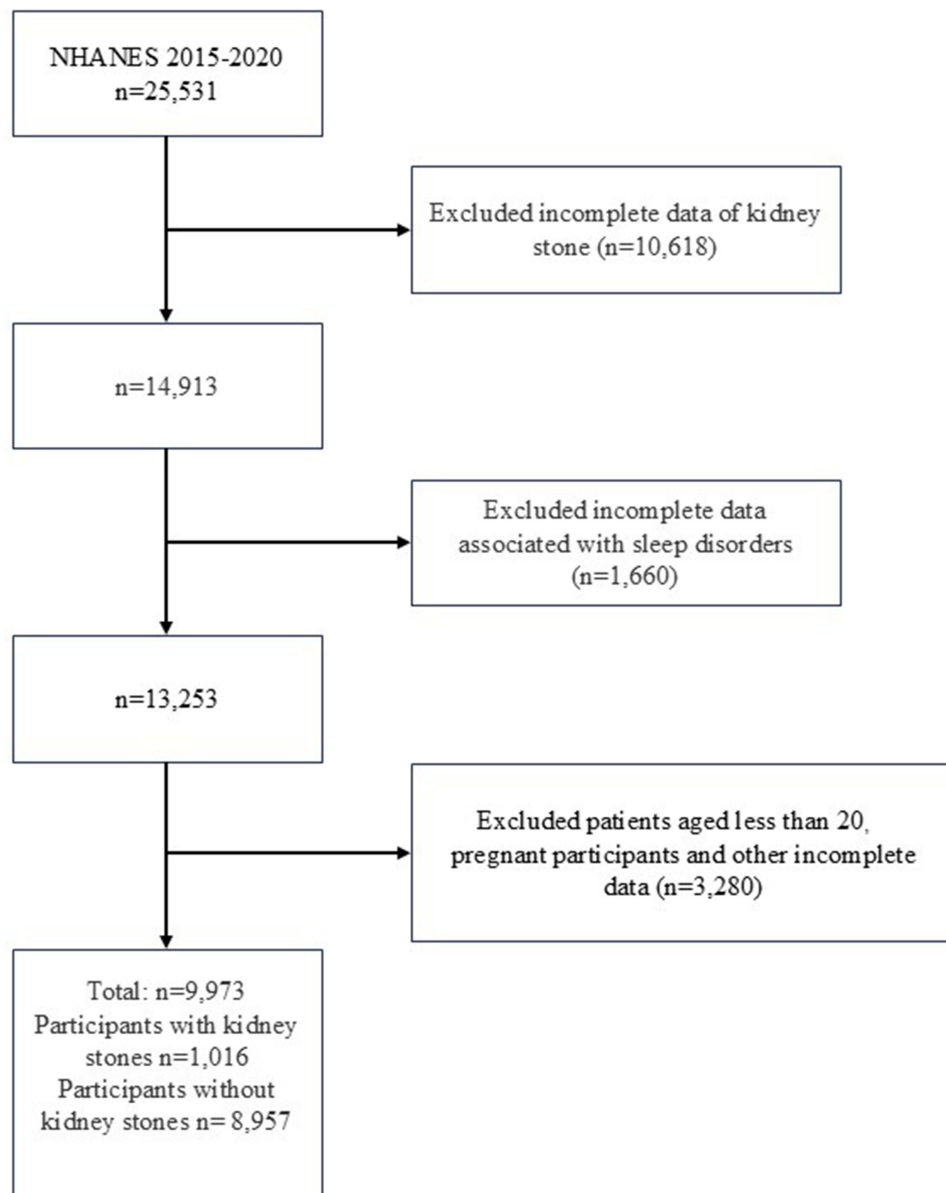 NHANES 2015-2020
n=25,531
Excluded incomplete data of kidney
stone (n=10,618)
n=14,913
Excluded incomplete data
associated with sleep disorders
(n=1,660)
n=13,253
Excluded patients aged less than 20,
pregnant participants and other incomplete
data (n=3,280)
Total: n=9,973
Participants with kidney
stones n=1,016
Participants without
kidney stones n= 8,957